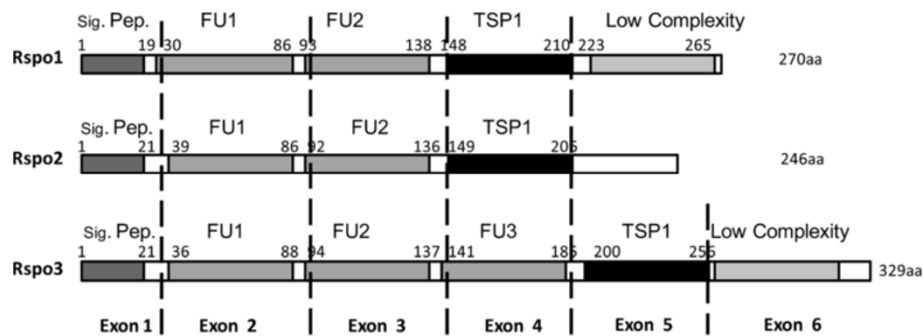 Sig. Pep. FU1 FU2 TSP1 Low Complexity
1 19 30 86 93 138 148 210 223 265
Rspo1 270aa
Sig. Pep. FU1 FU2 TSP1
1 21 39 86 92 136 149 205
Rspo2 246aa
Sig. Pep. FU1 FU2 FU3 TSP1 Low Complexity
1 21 36 88 94 137 141 185 200 255
Rspo3 329aa
Exon 1 Exon 2 Exon 3 Exon 4 Exon 5 Exon 6